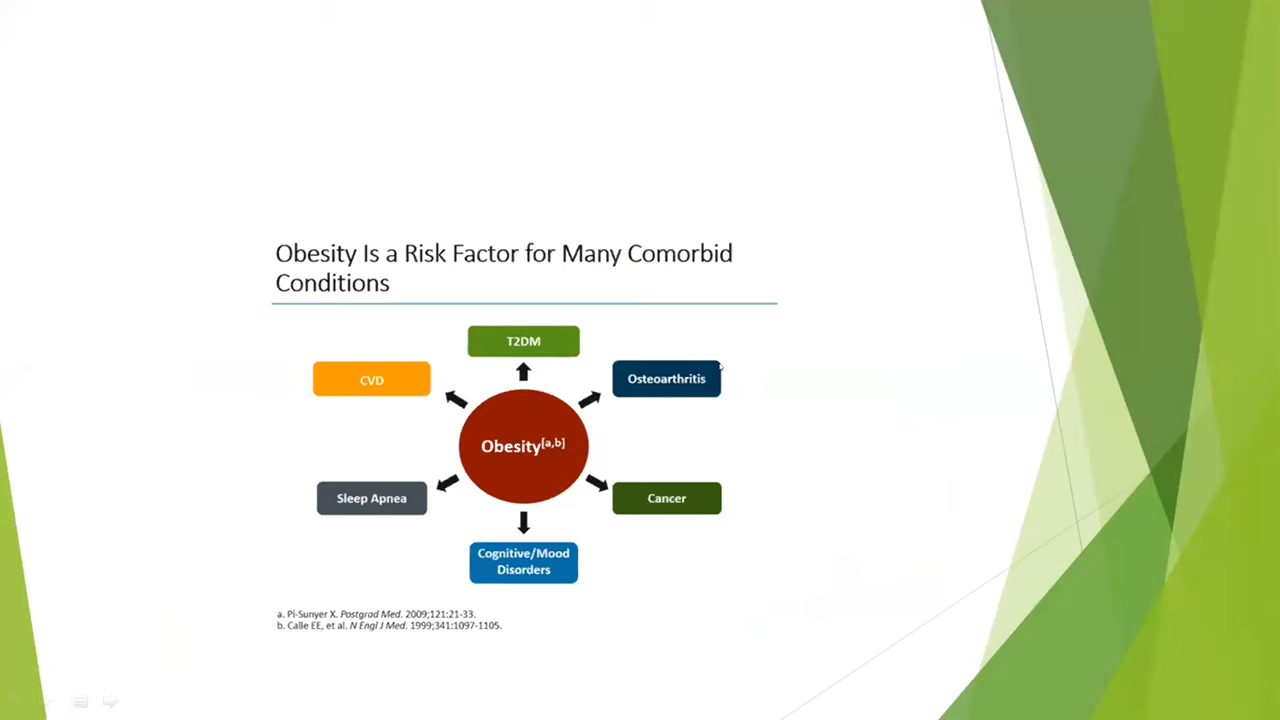 Obesity Is a Risk Factor for Many Comorbid
Conditions
T2DM
CVD
Osteoarthritis
Obesity[a,b]
Sleep Apnea
Cancer
Cognitive/Mood
Disorders
a. Pi-Sunyer X. Postgrad Med. 2009;121:21-33.
b. Calle EE, et al. N Engl J Med. 1999;341:1097-1105.